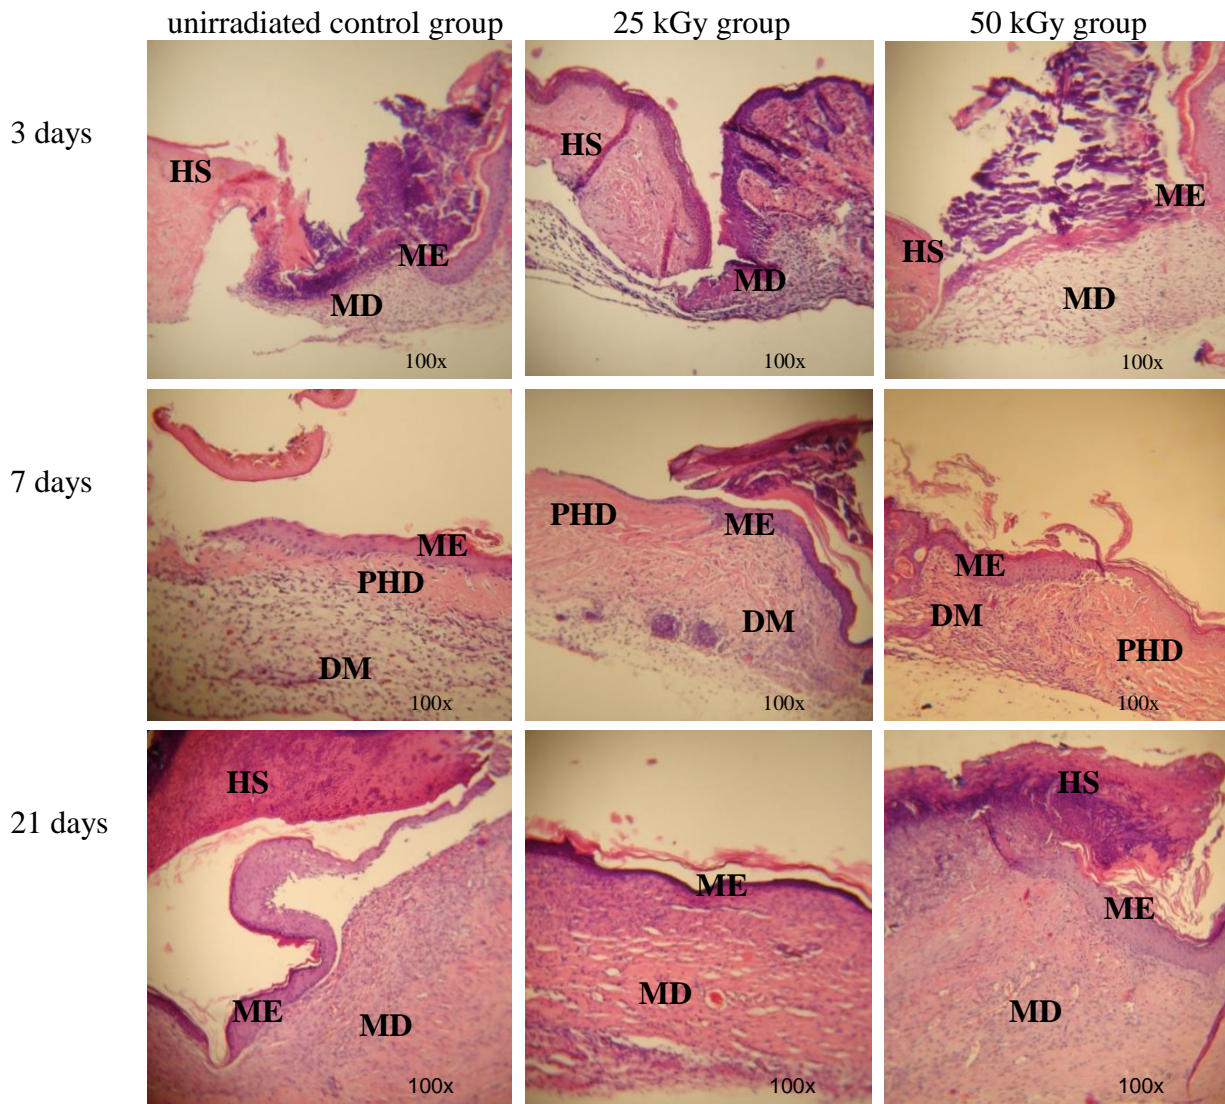 unirradiated control group 25 kGy group 50 kGy group
3 days
HS ME MD 100x
HS MD 100x
HS ME MD 100x
7 days
ME PHD DM 100x
PHD ME DM 100x
ME DM PHD 100x
21 days
HS ME MD 100x
ME MD 100x
HS ME MD 100x